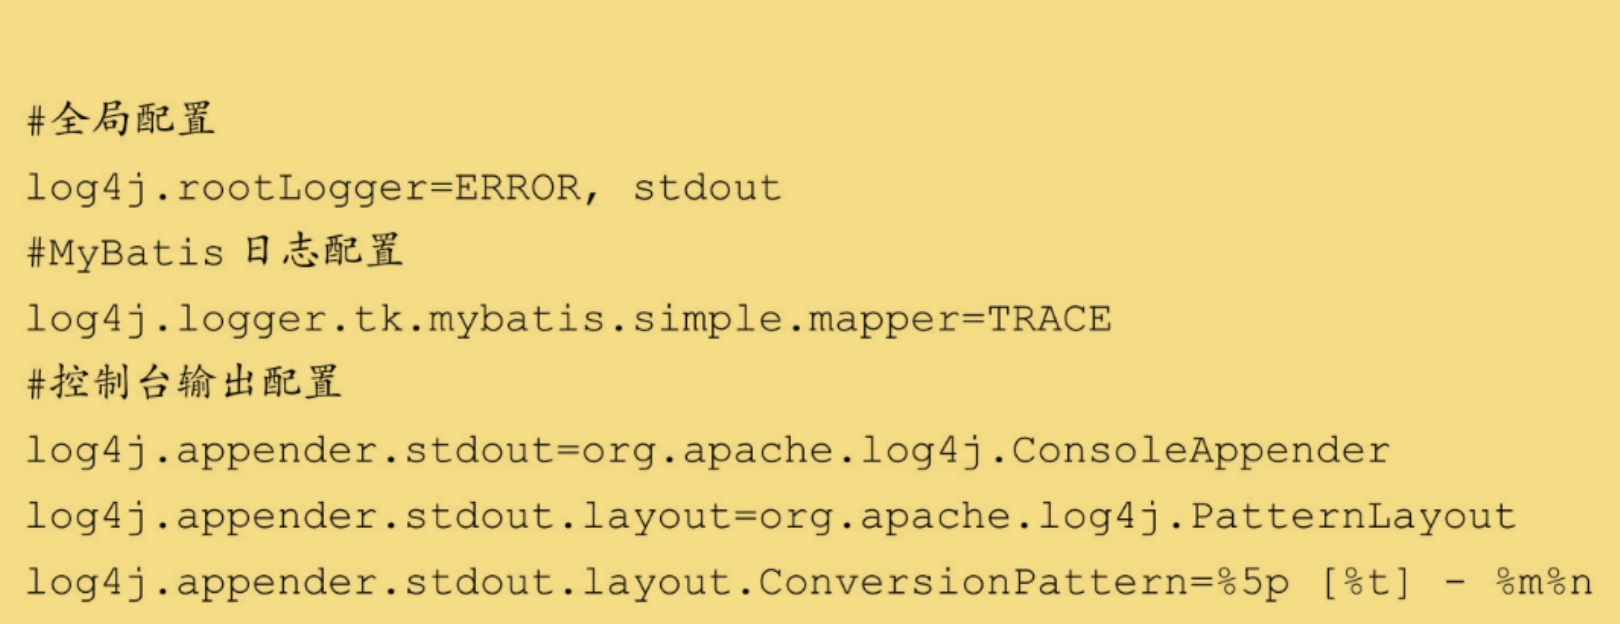 #全局配置
log4j.rootLogger=ERROR, stdout
#MyBatis 日志配置
log4j.logger.tk.mybatis.simple.mapper=TRACE
#控制台输出配置
log4j.appender.stdout=org.apache.log4j.ConsoleAppender
log4j.appender.stdout.layout=org.apache.log4j.PatternLayout
log4j.appender.stdout.layout.ConversionPattern=%5p [%t] - %m%n